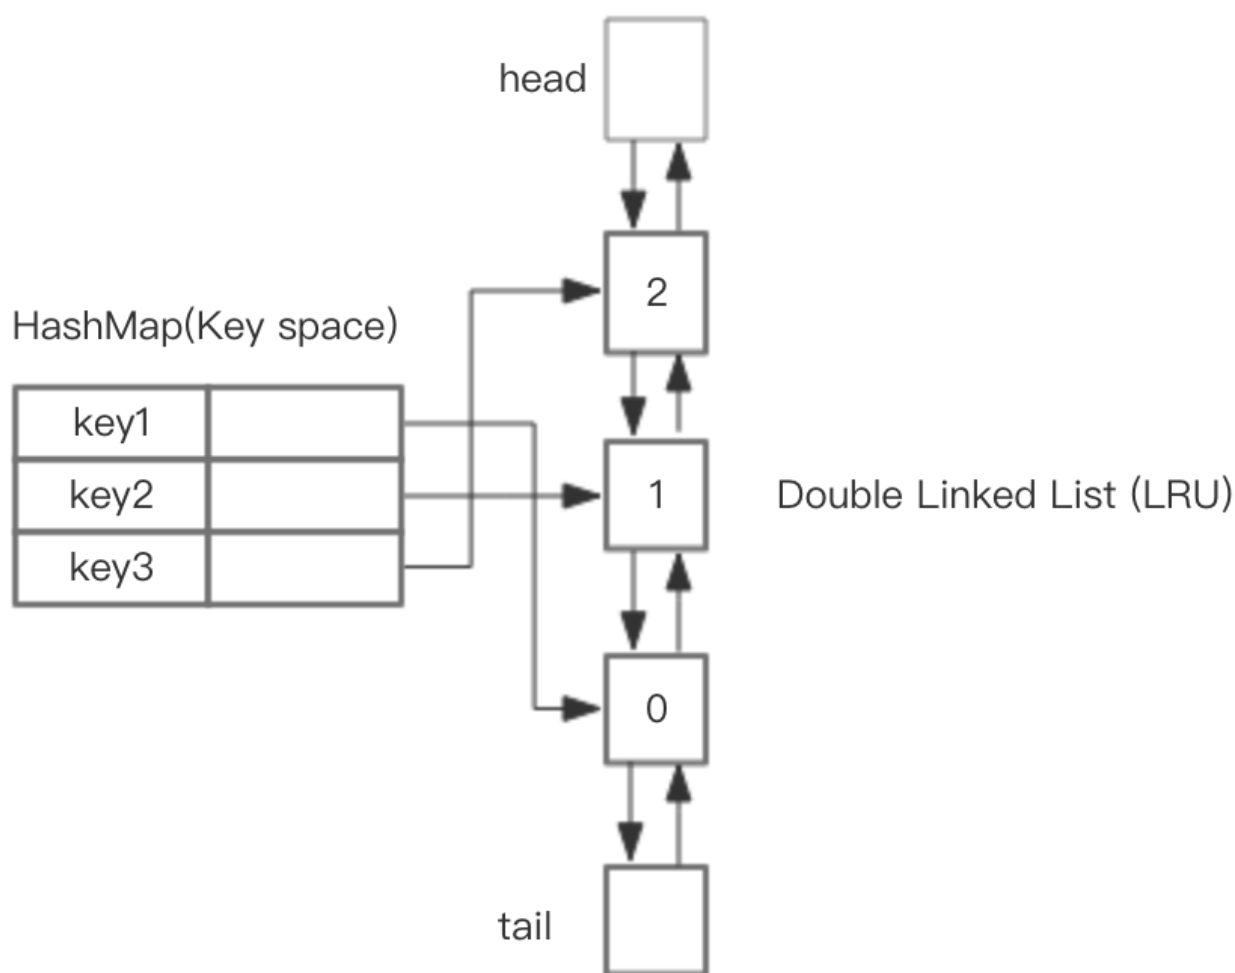 head
2
HashMap(Key space)
key1
key2
1
Double Linked List (LRU)
key3
0
tail